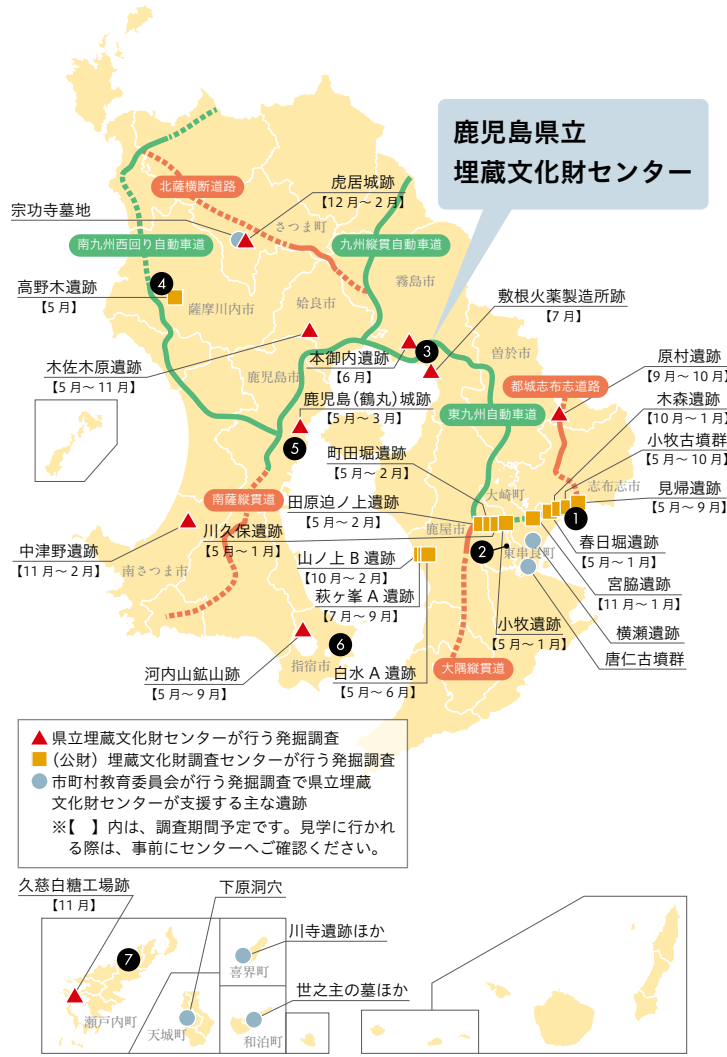 鹿児島県立
埋蔵文化財センター
北薩横断道路
虎居城跡
【12月〜2月】
宗功寺墓地
さつま町
南九州西回り自動車道
九州縦貫自動車道
霧島市
4
高野木遺跡
【5月】
薩摩川内市
姶良市
敷根火薬製造所跡
【7月】
本御内遺跡
【6月】
3
曽於市
木佐木原遺跡
【5月〜11月】
鹿児島市
原村遺跡
【9月〜10月】
都城志布志道路
鹿児島(鶴丸)城跡
【5月〜3月】
東九州自動車道
木森遺跡
【10月〜1月】
5
町田堀遺跡
【5月〜2月】
小牧古墳群
【5月〜10月】
大崎町
志布志市
見帰遺跡
【5月〜9月】
南薩縦貫道
田原迫ノ上遺跡
【5月〜2月】
鹿屋市
1
川久保遺跡
【5月〜1月】
2
東串良町
春日堀遺跡
【5月〜1月】
中津野遺跡
【11月〜2月】
南さつま市
山ノ上B遺跡
【10月〜2月】
宮脇遺跡
【11月〜1月】
萩ヶ峯A遺跡
【7月〜9月】
小牧遺跡
【5月〜1月】
横瀬遺跡
唐仁古墳群
6
指宿市
河内山鉱山跡
【5月〜9月】
白水A遺跡
【5月〜6月】
大隅縦貫道
県立埋蔵文化財センターが行う発掘調査
(公財)埋蔵文化財調査センターが行う発掘調査
市町村教育委員会が行う発掘調査で県立埋蔵
文化財センターが支援する主な遺跡
※【 】内は、調査期間予定です。見学に行かれ
る際は、事前にセンターへご確認ください。
久慈白糖工場跡
【11月】
下原洞穴
川寺遺跡ほか
7
喜界町
世之主の墓ほか
瀬戸内町
天城町
和泊町